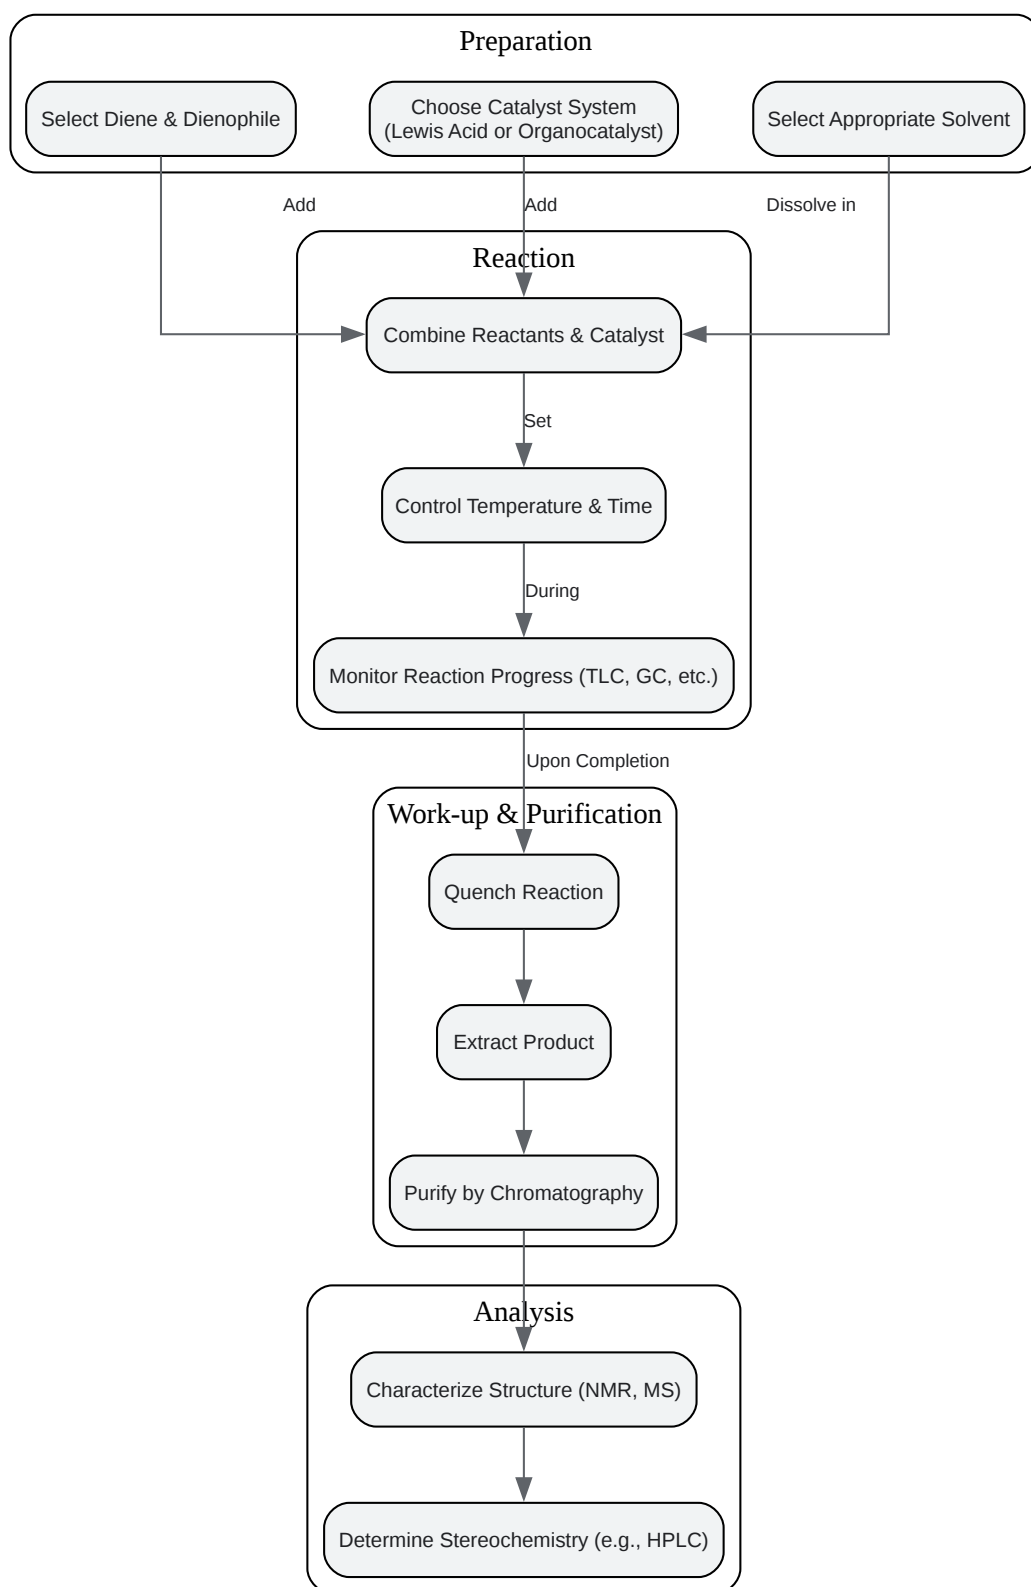 Preparation
Select Diene & Dienophile
Choose Catalyst System
(Lewis Acid or Organocatalyst)
Select Appropriate Solvent
Add
Add
Dissolve in
Reaction
Combine Reactants & Catalyst
Set
Control Temperature & Time
During
Monitor Reaction Progress (TLC, GC, etc.)
Upon Completion
Work-up & Purification
Quench Reaction
Extract Product
Purify by Chromatography
Analysis
Characterize Structure (NMR, MS)
Determine Stereochemistry (e.g., HPLC)